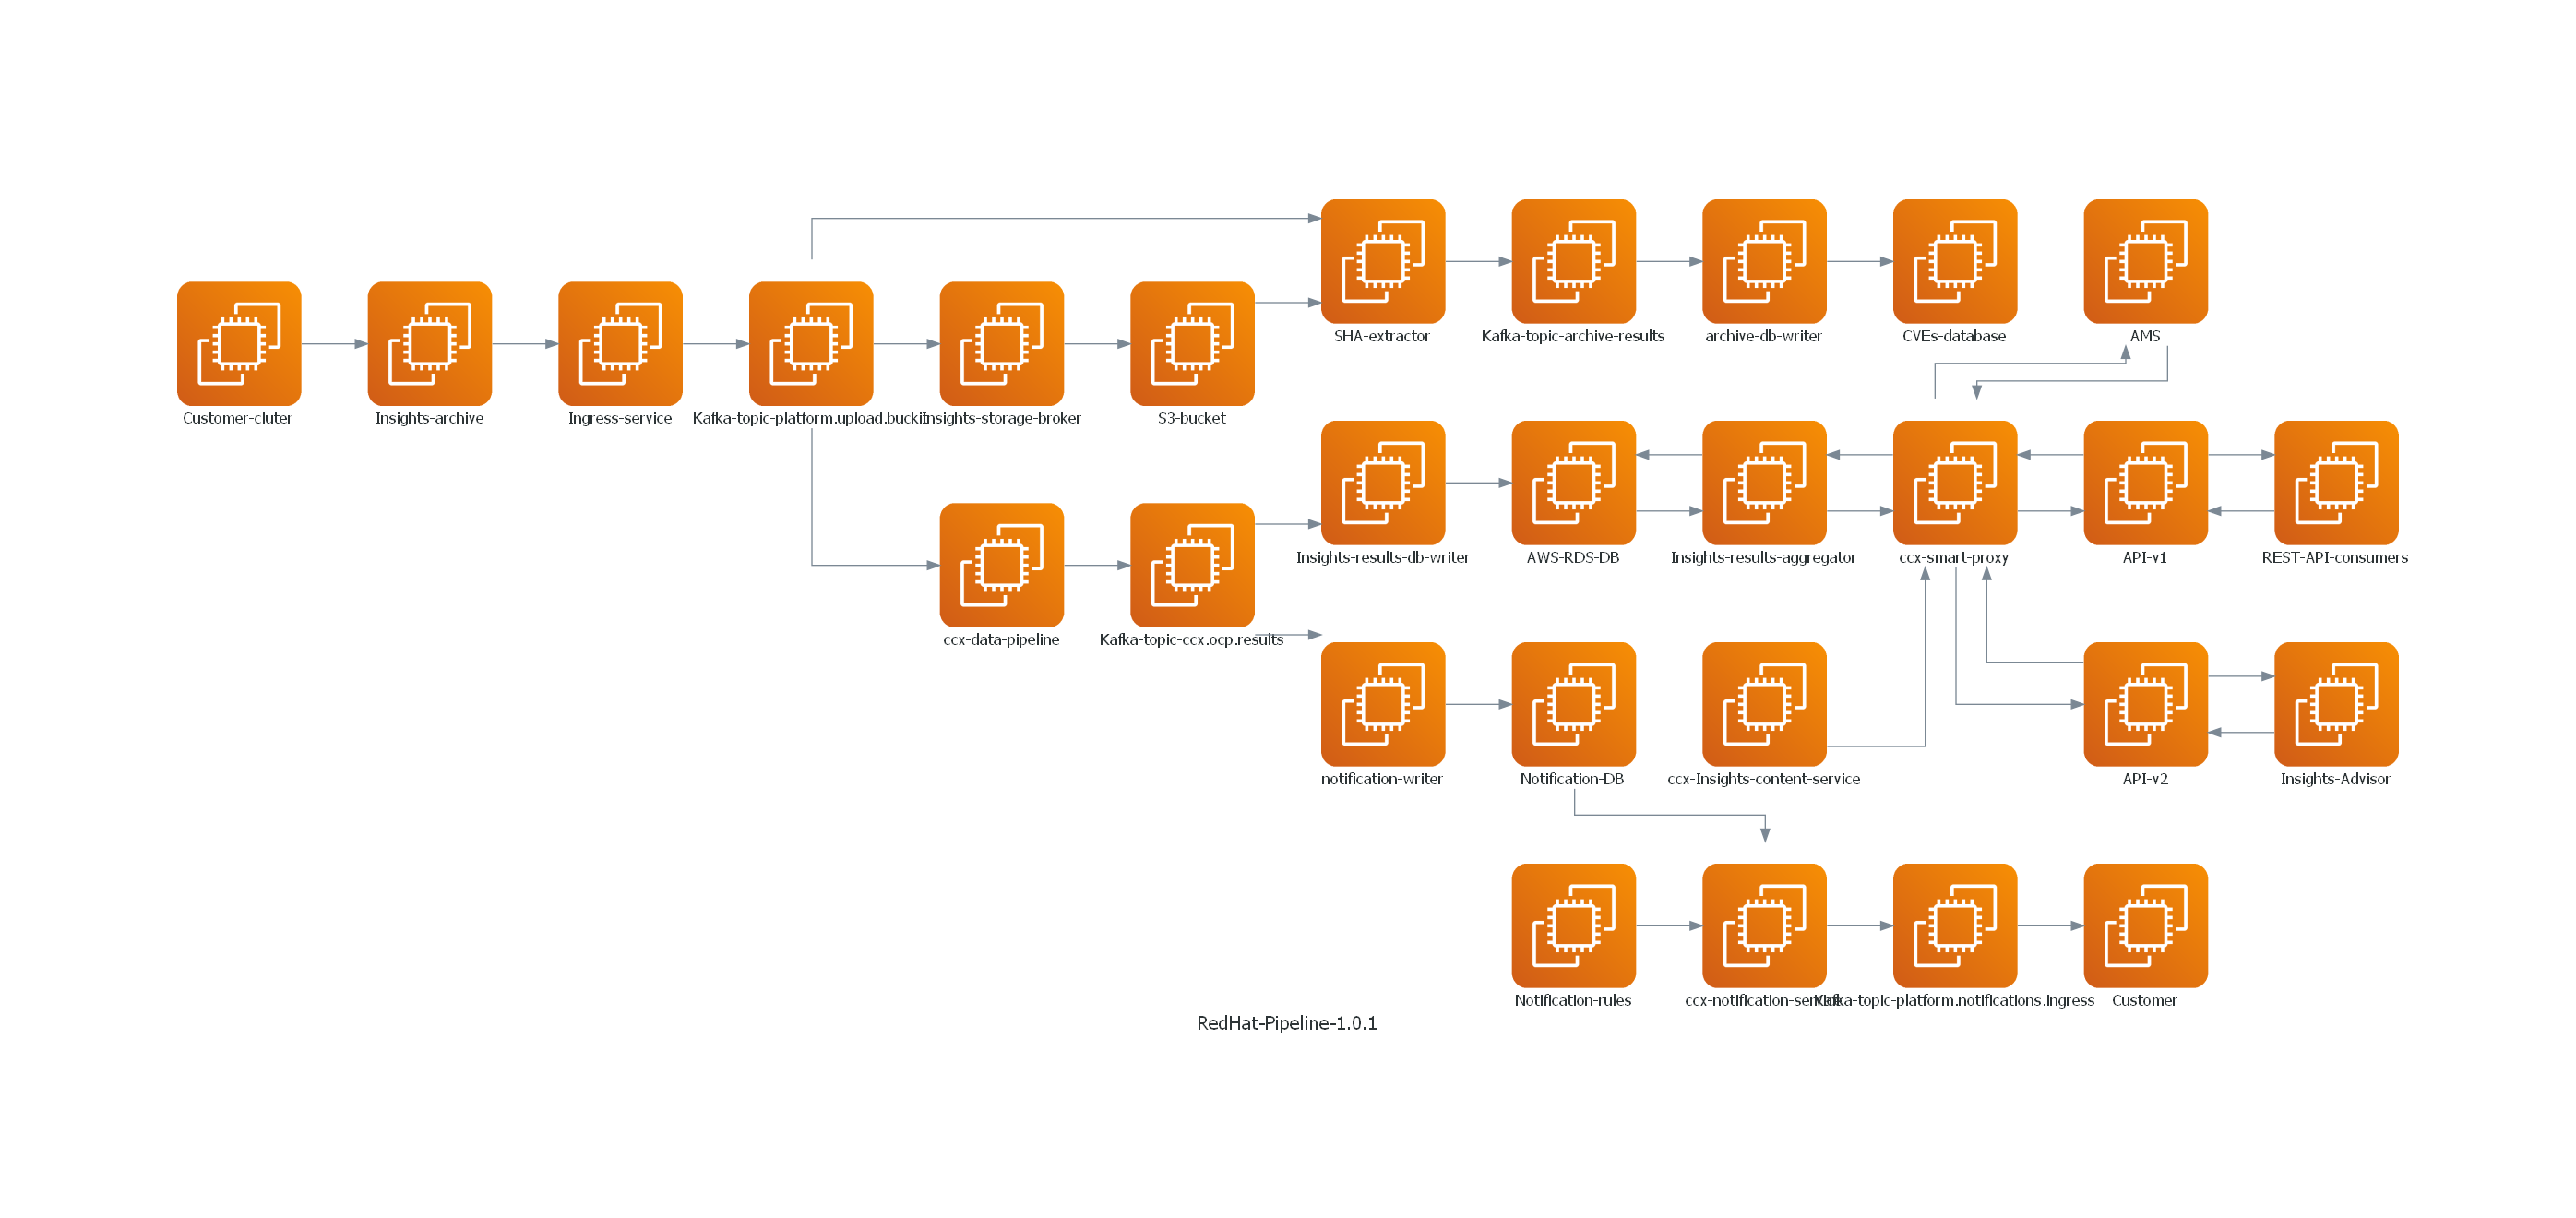 SHA-extractor
Kafka-topic-archive-results
archive-db-writer
CVEs-database
AMS
Customer-cluter
Insights-archive
Ingress-service
Kafka-topic-platform.upload.buckit
Insights-storage-broker
S3-bucket
Insights-results-db-writer
AWS-RDS-DB
Insights-results-aggregator
ccx-smart-proxy
API-v1
REST-API-consumers
ccx-data-pipeline
Kafka-topic-ccx.ocp.results
notification-writer
Notification-DB
ccx-Insights-content-service
API-v2
Insights-Advisor
Notification-rules
ccx-notification-service
Kafka-topic-platform.notifications.ingress
Customer
RedHat-Pipeline-1.0.1